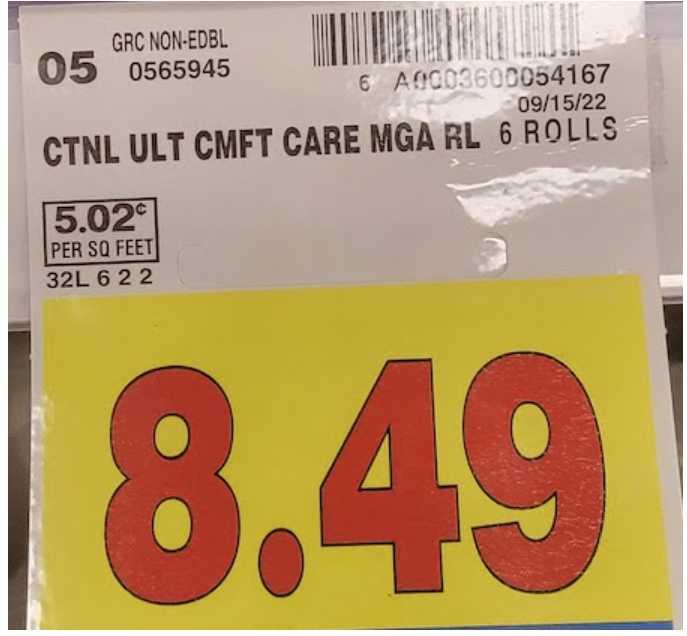 GRC NON-EDBL
05 0565945
6 A0003600054167
09/15/22
CTNL ULT CMFT CARE MGA RL 6 ROLLS
5.02¢
PER SQ FEET
32L 6 2 2
8.49